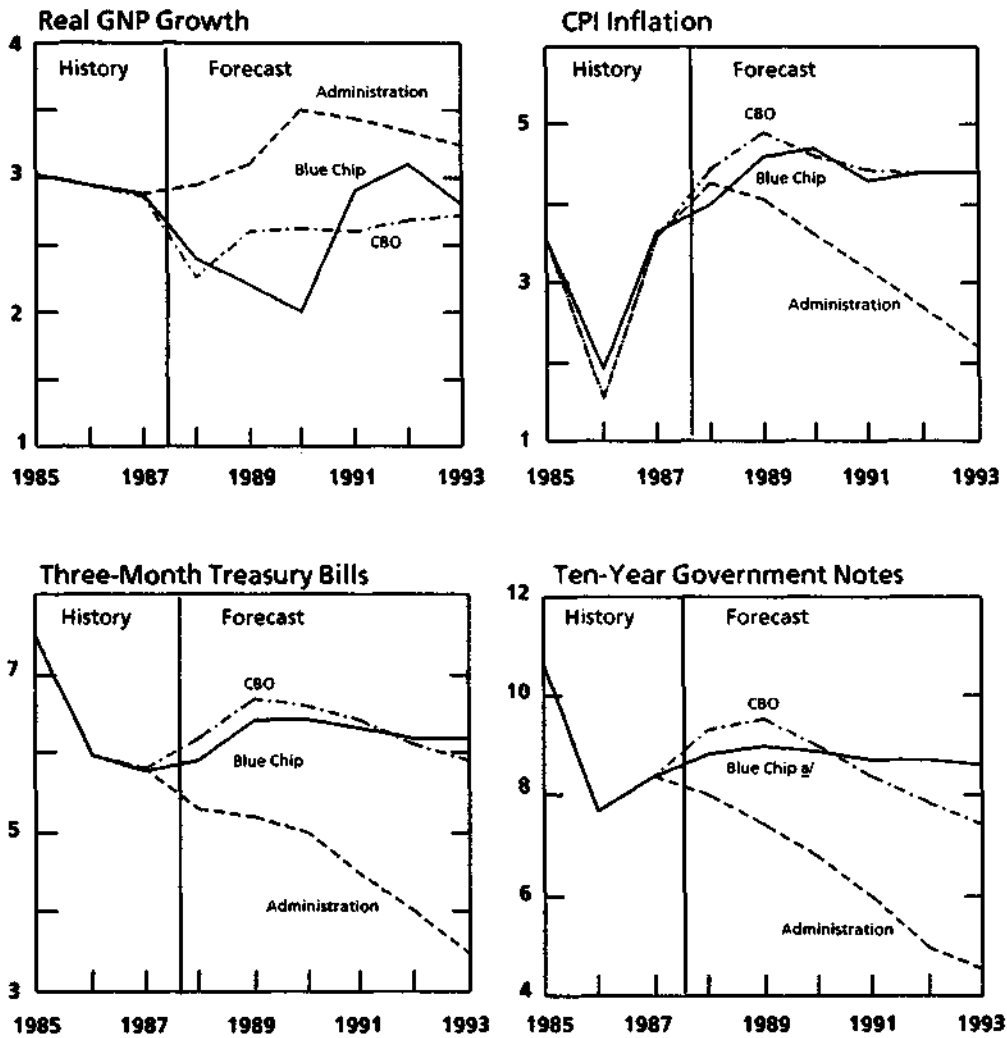 Real GNP Growth
4
History
Forecast
Administration
3
Blue Chip
CBO
2
1
1985 1987 1989 1991 1993
CPI Inflation
History
Forecast
5
CBO
Blue Chip
3
Administration
1
1985 1987 1989 1991 1993
Three-Month Treasury Bills
History
Forecast
7
CBO
Blue Chip
5
Administration
3
1985 1987 1989 1991 1993
Ten-Year Government Notes
12
History
Forecast
10
CBO
8
Blue Chip a/
6
Administration
4
1985 1987 1989 1991 1993